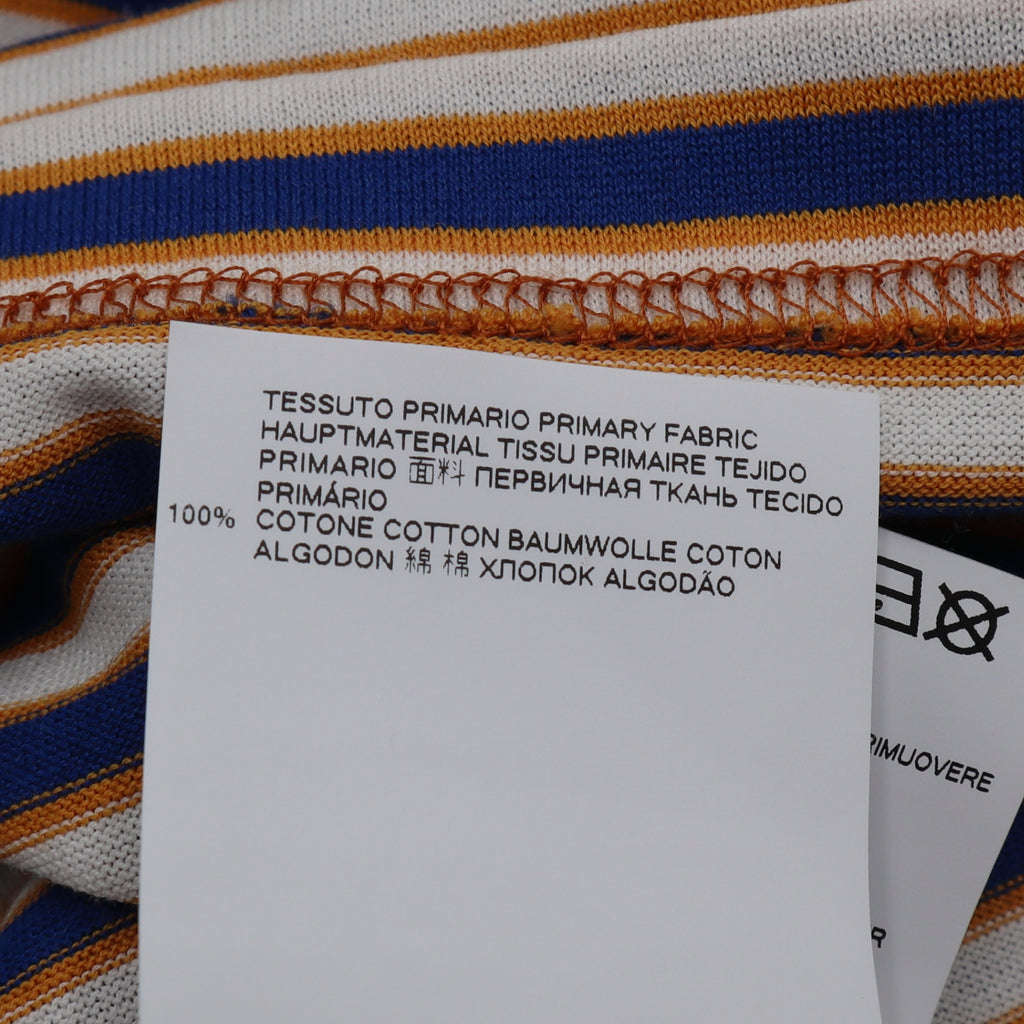 TESSUTO PRIMARIO PRIMARY FABRIC
HAUPTMATERIAL TISSU PRIMAIRE TEJIDO
PRIMARIO 面料 ПЕРВИЧНАЯ ТКАНЬ TECIDO
PRIMÁRIO
100% COTONE COTTON BAUMWOLLE COTON
ALGODON 綿 棉 ХЛОПОК ALGODÃO
RIMUOVERE